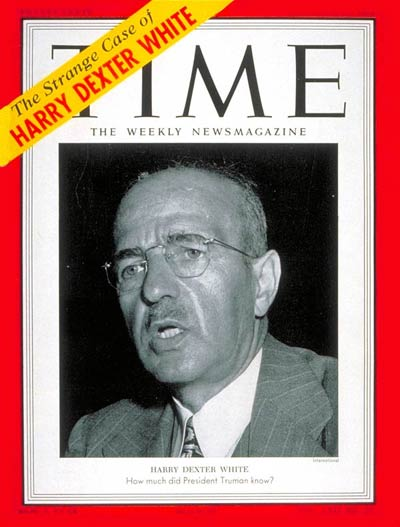 The Strange Case of
HARRY DEXTER WHITE
TIME
THE WEEKLY NEWSMAGAZINE
International
HARRY DEXTER WHITE
How much did President Truman know?